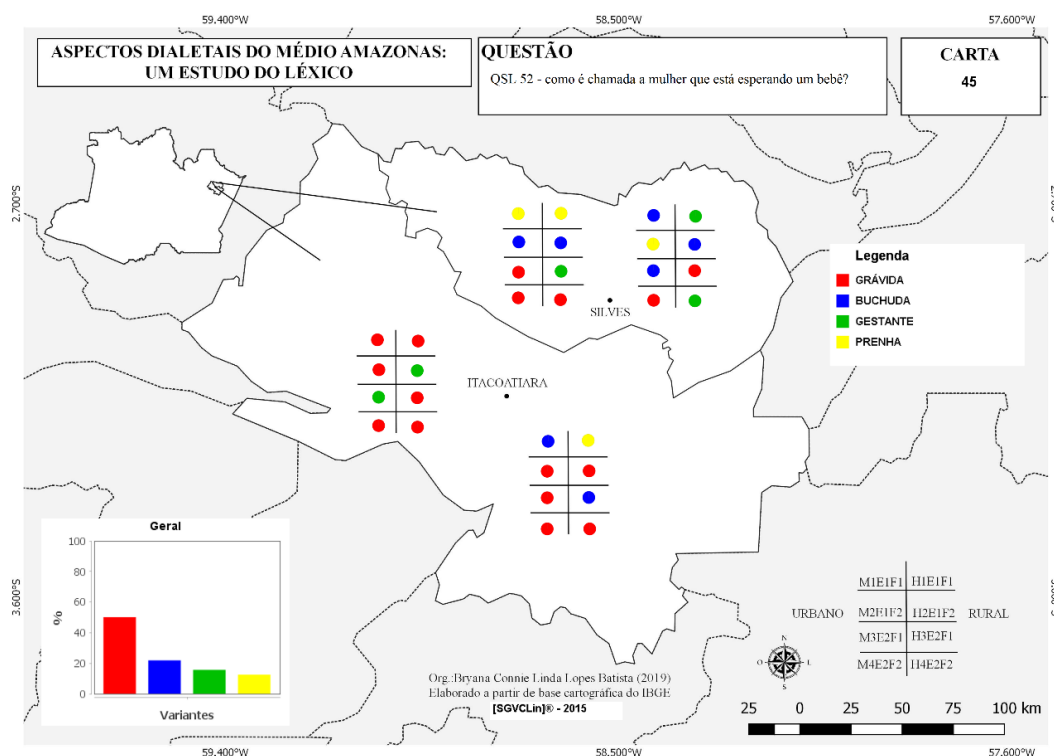 59.400°W
58.500°W
57.600°W
ASPECTOS DIALETAIS DO MÉDIO AMAZONAS:
UM ESTUDO DO LÉXICO
QUESTÃO
QSL 52 - como é chamada a mulher que está esperando um bebê?
CARTA
45
2.700°S
2.700°S
Legenda
GRÁVIDA
BUCHUDA
GESTANTE
PRENHA
SILVES
ITACOATIARA
Geral
100
80
60
40
20
0
%
Variantes
3.600°S
3.600°S
M1E1F1 H1E1F1
URBANO M2E1F2 H2E1F2 RURAL
M3E2F1 H3E2F1
M4E2F2 H4E2F2
N
O L
S
Org.:Bryana Connie Linda Lopes Batista (2019)
Elaborado a partir de base cartográfica do IBGE
[SGVCLin]® - 2015
25 0 25 50 75 100 km
59.400°W
58.500°W
57.600°W